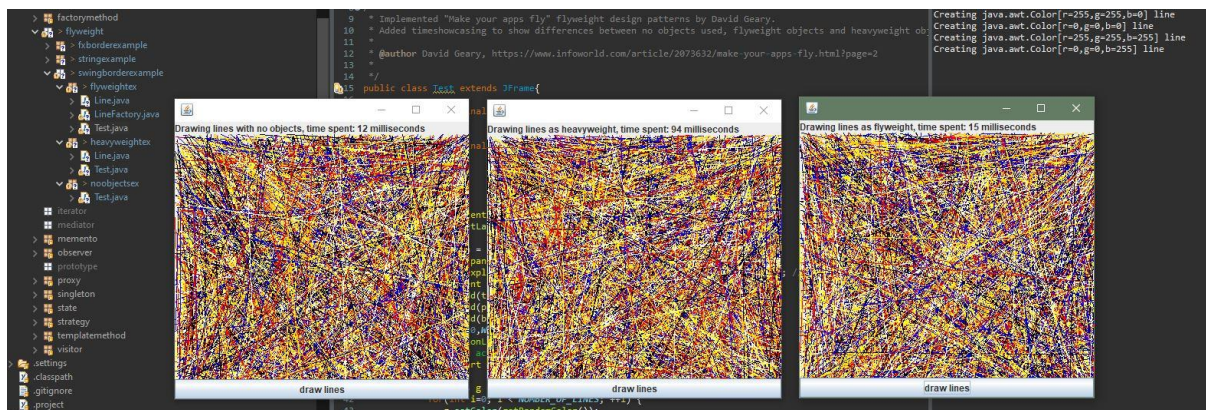 factorymethod
> flyweight
> fxborderexample
> stringexample
> swingborderexample
> flyweightex
> Line.java
> LineFactory.java
> Test.java
> heavyweightex
> Line.java
> Test.java
> noobjectsex
> Test.java
iterator
mediator
memento
observer
prototype
proxy
singleton
state
strategy
templatemethod
visitor
.settings
.classpath
.gitignore
.project
9 * Implemented "Make your apps fly" flyweight design patterns by David Geary.
10 * Added timeshowcasing to show differences between no objects used, flyweight objects and heavyweight obj
11 *
12 * @author David Geary, https://www.infoworld.com/article/2073632/make-your-apps-fly.html?page=2
13 *
14 */
15 public class Test extends JFrame{
Creating java.awt.Color[r=255,g=255,b=0] line
Creating java.awt.Color[r=0,g=0,b=0] line
Creating java.awt.Color[r=255,g=255,b=255] line
Creating java.awt.Color[r=0,g=0,b=255] line
Drawing lines with no objects, time spent: 12 milliseconds
draw lines
Drawing lines as heavyweight, time spent: 94 milliseconds
draw lines
Drawing lines as flyweight, time spent: 15 milliseconds
draw lines
for(int i=0; i < NUMBER_OF_LINES; ++i) {